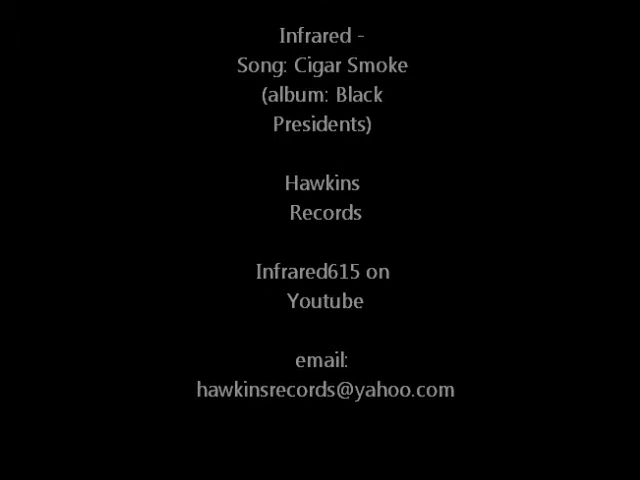 Infrared -
Song: Cigar Smoke
(album: Black
Presidents)
Hawkins
Records
Infrared615 on
Youtube
email:
hawkinsrecords@yahoo.com